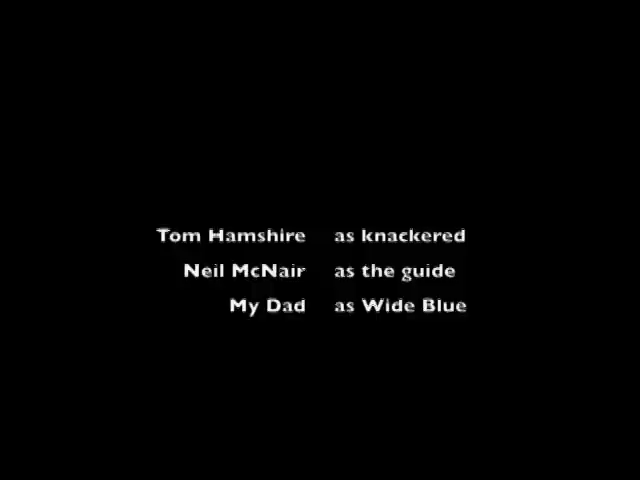 Tom Hamshire as knackered
Neil McNair as the guide
My Dad as Wide Blue